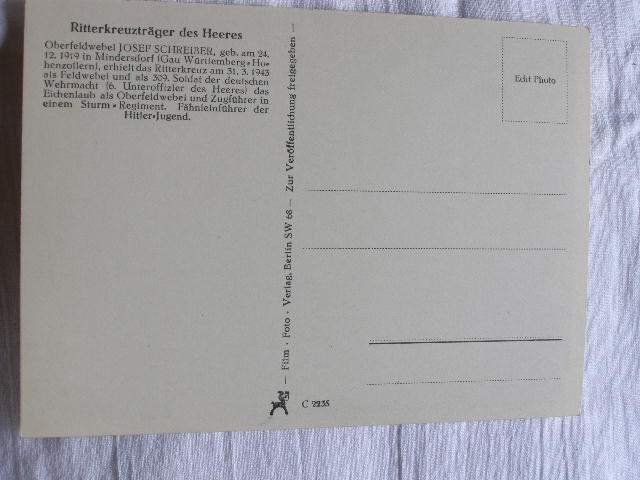 Ritterkreuzträger des Heeres
Oberfeldwebel JOSEF SCHREIBER, geb. am 24.
12. 1919 in Mindersdorf (Gau Württemberg-Ho-
henzollern), erhielt das Ritterkreuz am 31. 3. 1943
als Feldwebel und als 309. Soldat der deutschen
Wehrmacht (6. Unteroffizier des Heeres) das
Eichenlaub als Oberfeldwebel und Zugführer in
einem Sturm-Regiment. Fähnleinführer der
Hitler-Jugend.
— Film - Foto - Verlag, Berlin SW 68 — Zur Veröffentlichung freigegeben —
Echt Photo
C 2235